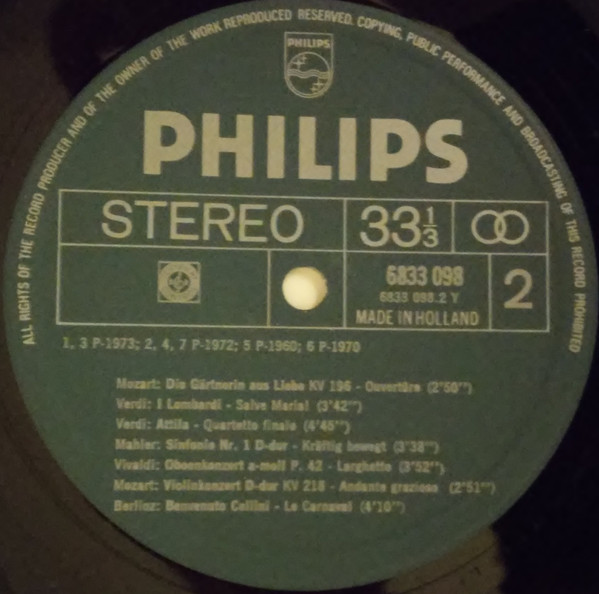 ALL RIGHTS OF THE RECORD PRODUCER AND OF THE OWNER OF THE WORK REPRODUCED RESERVED. COPYING, PUBLIC PERFORMANCE AND BROADCASTING OF THIS RECORD PROHIBITED
PHILIPS
PHILIPS
STEREO 33⅓
6833 098
6833 098.2 Y
MADE IN HOLLAND
2
1, 3 P-1973; 2, 4, 7 P-1972; 5 P-1960; 6 P-1970
Mozart: Die Gärtnerin aus Liebe KV 196 - Ouvertüre (2'50'')
Verdi: I Lombardi - Salve Maria! (3'42'')
Verdi: Attila - Quartetto finale (4'45'')
Mahler: Sinfonie Nr. 1 D-dur - Kräftig bewegt (3'38'')
Vivaldi: Oboenkonzert a-moll P. 42 - Larghetto (3'52'')
Mozart: Violinkonzert D-dur KV 218 - Andante grazioso (2'51'')
Berlioz: Benvenuto Cellini - Le Carnaval (4'10'')